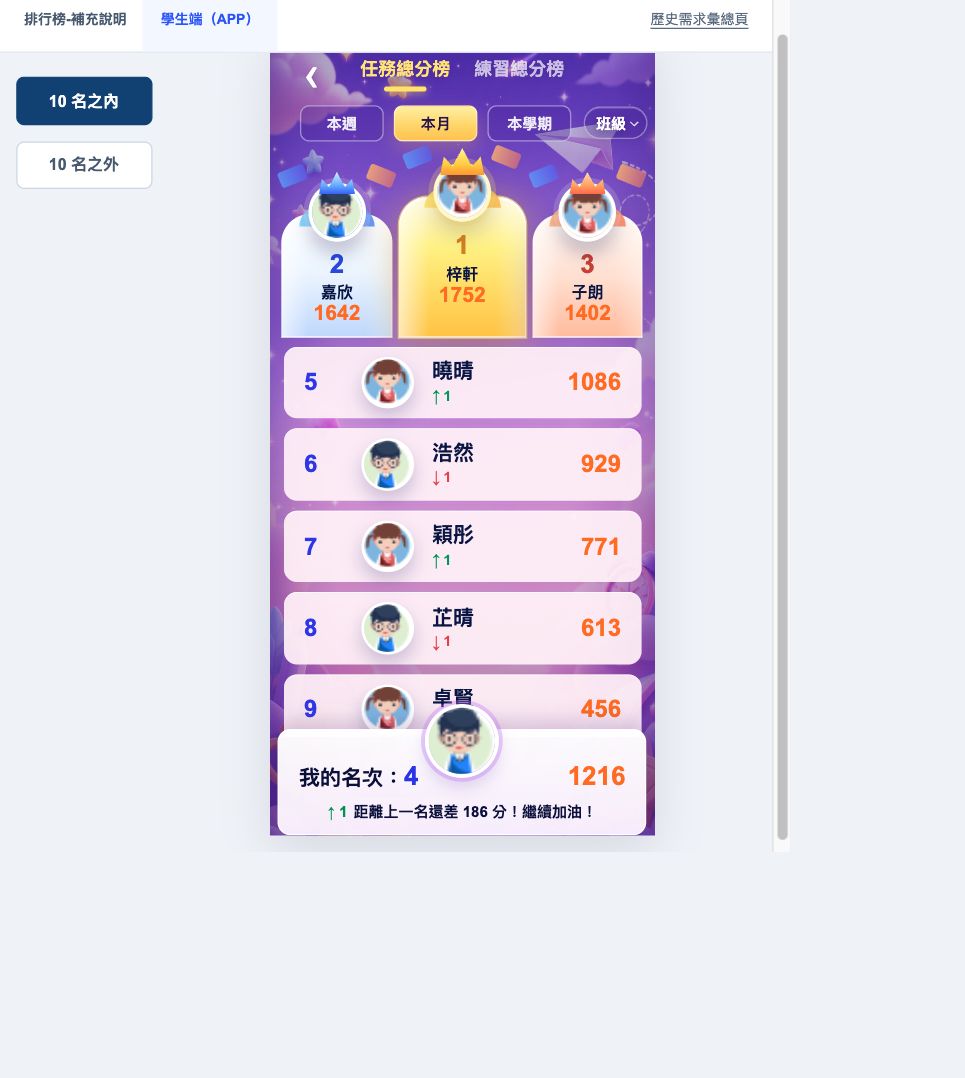 排行榜-補充說明
學生端（APP）
歷史需求彙總頁
10 名之內
10 名之外
任務總分榜
練習總分榜
本週
本月
本學期
班級
1
梓軒
1752
2
嘉欣
1642
3
子朗
1402
5
曉晴
↑1
1086
6
浩然
↓1
929
7
穎彤
↑1
771
8
芷晴
↓1
613
9
卓賢
456
我的名次：4
1216
↑1 距離上一名還差 186 分！繼續加油！